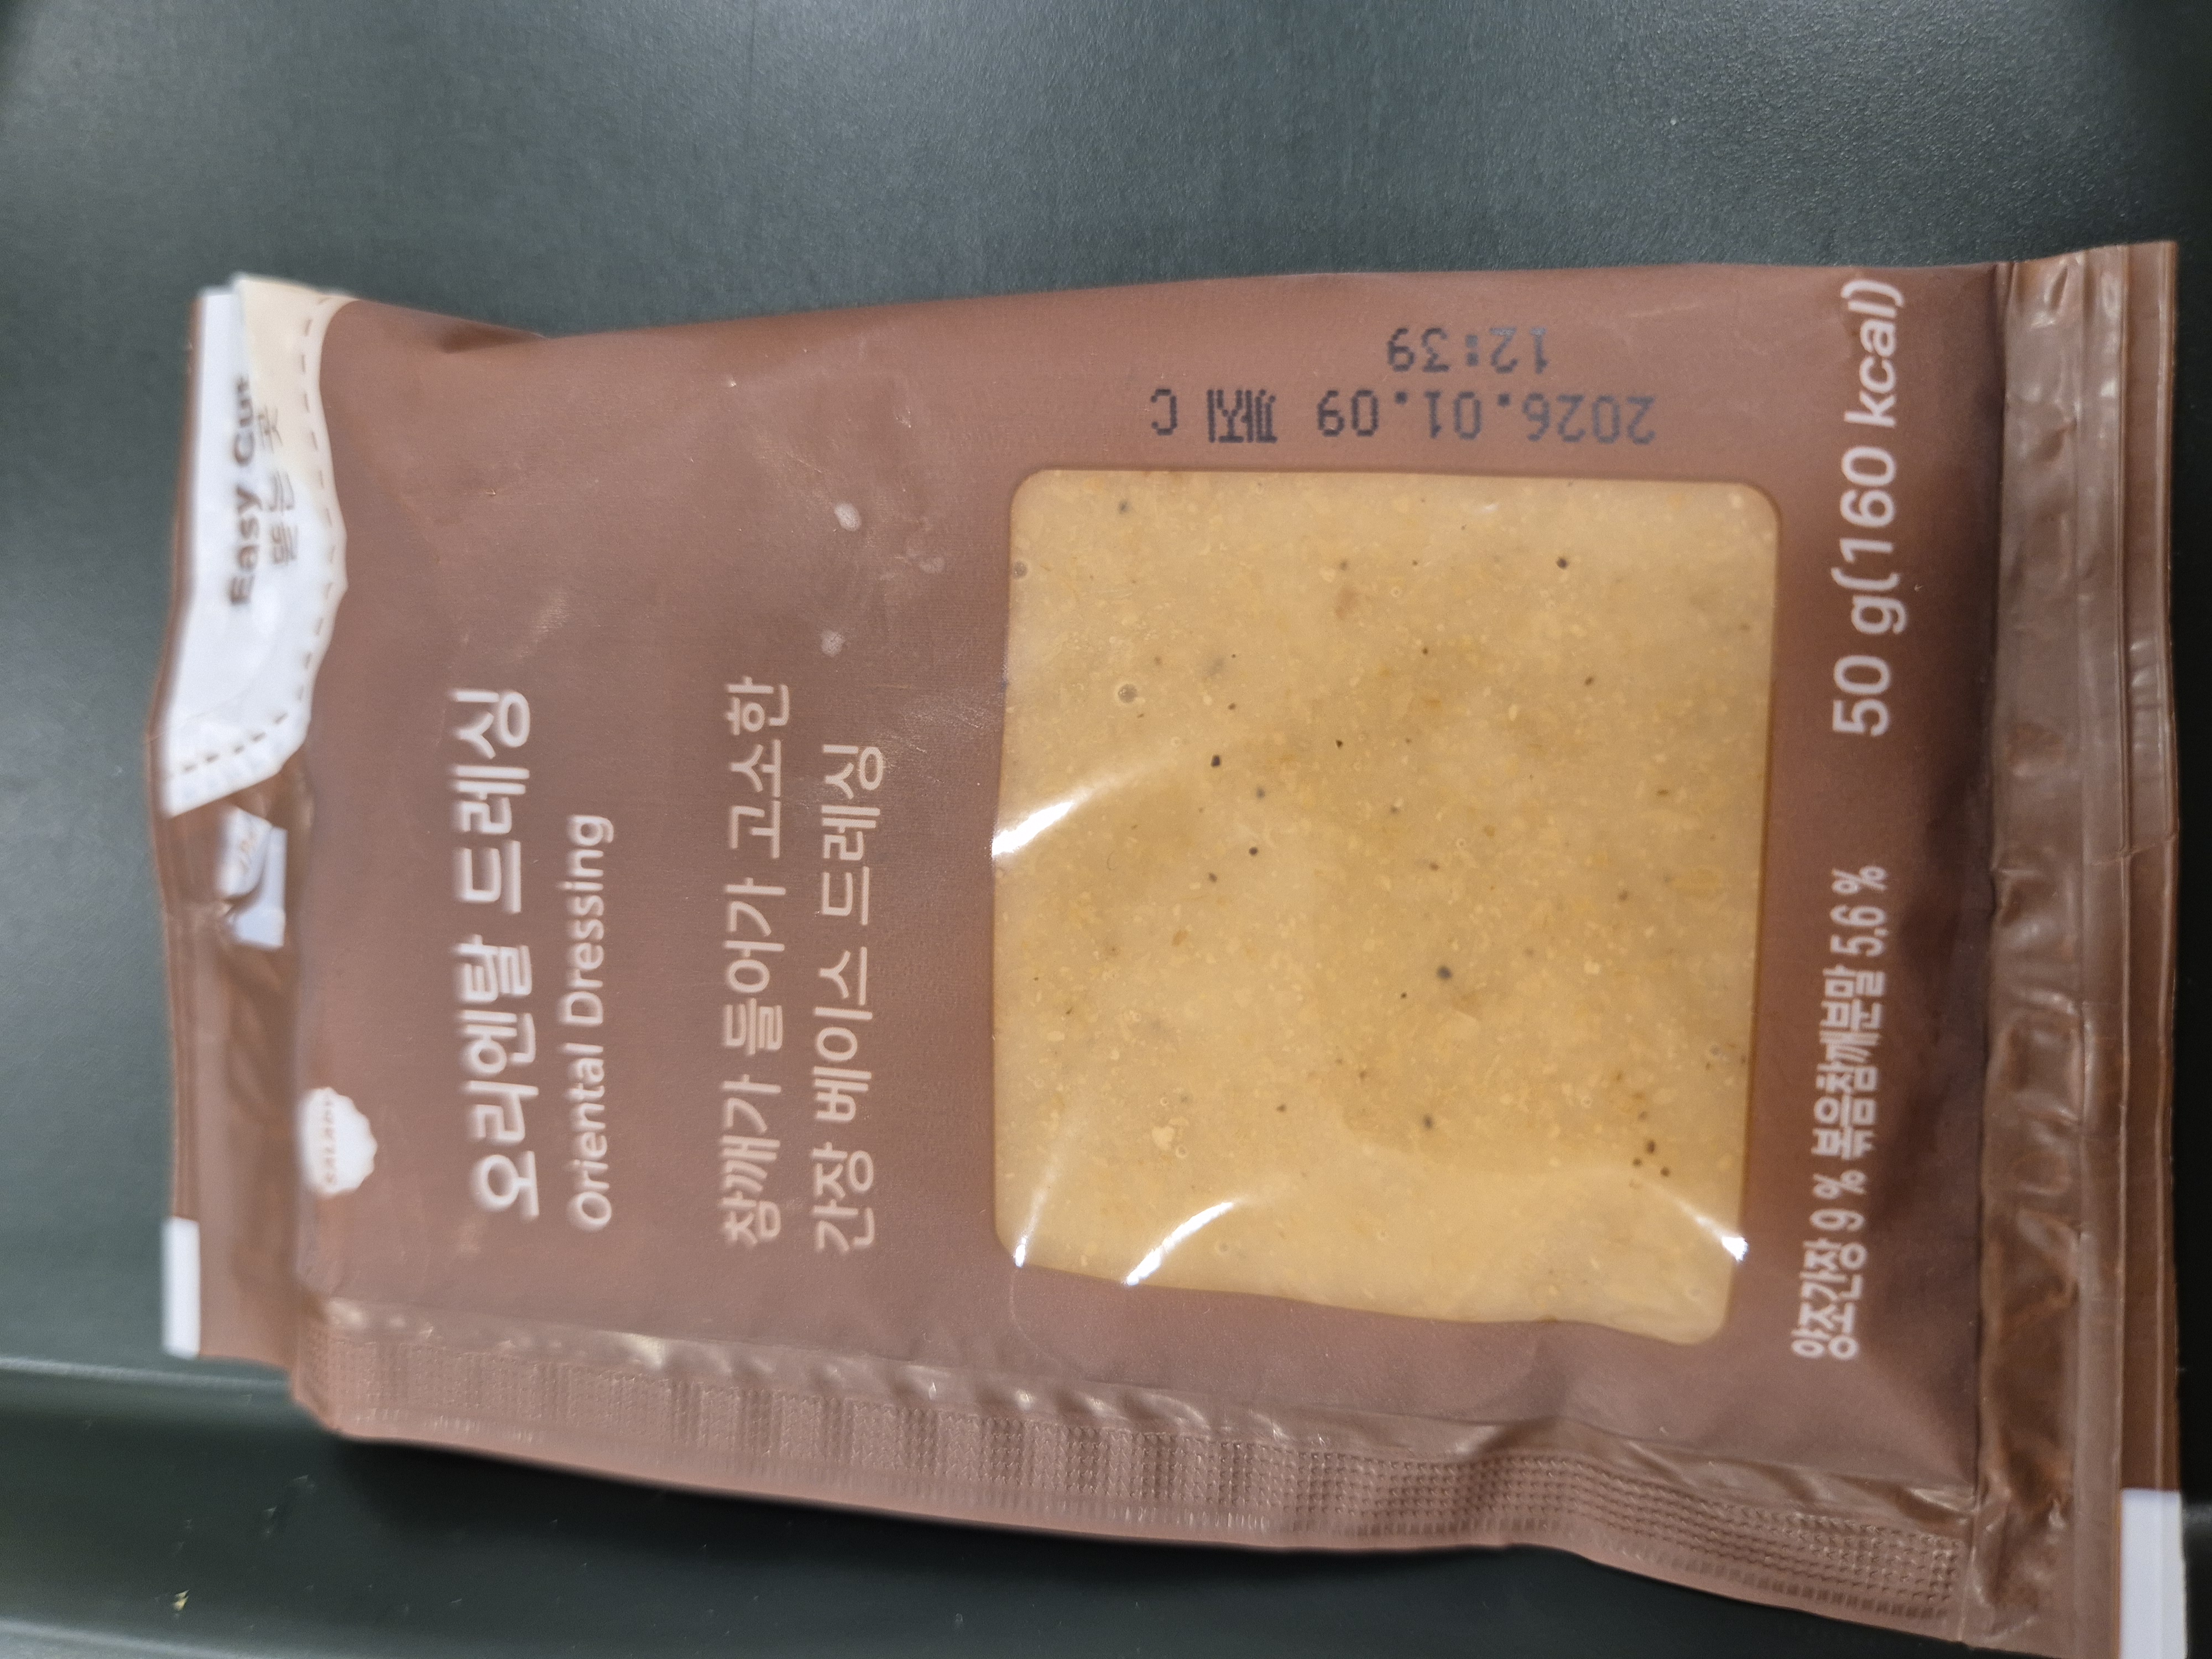 Easy Cut
뜯는 곳
SALADY
오리엔탈 드레싱
Oriental Dressing
참깨가 들어가 고소한
간장 베이스 드레싱
2026.01.09 까지 C
12:39
양조간장 9 % 볶음참깨분말 5.6 %
50 g(160 kcal)